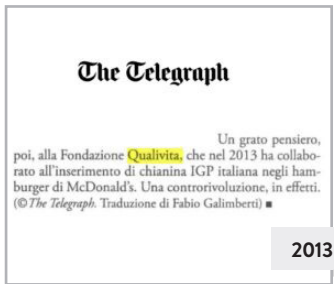 The Telegraph
Un grato pensiero,
poi, alla Fondazione Qualivita, che nel 2013 ha collabo-
rato all'inserimento di chianina IGP italiana negli ham-
burger di McDonald's. Una controrivoluzione, in effetti.
(©The Telegraph. Traduzione di Fabio Galimberti) ■
2013